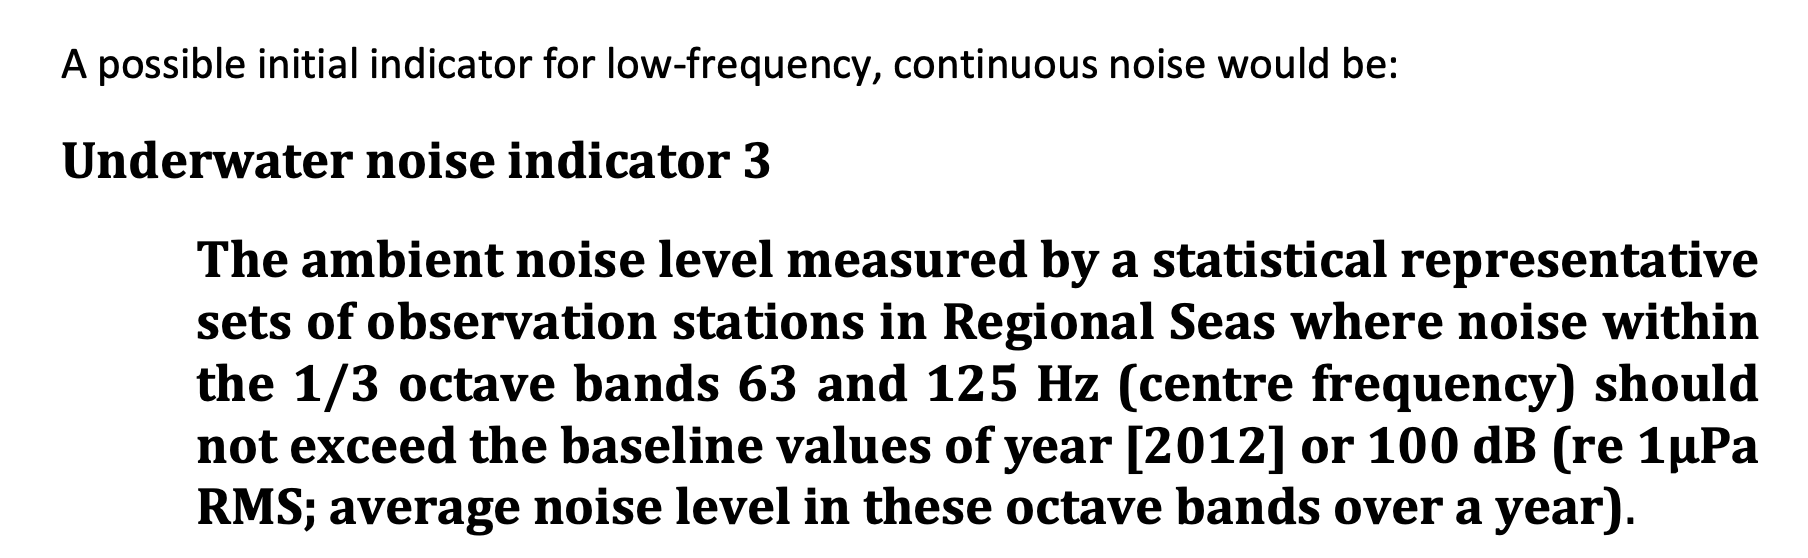 A possible initial indicator for low-frequency, continuous noise would be:
Underwater noise indicator 3
The ambient noise level measured by a statistical representative
sets of observation stations in Regional Seas where noise within
the 1/3 octave bands 63 and 125 Hz (centre frequency) should
not exceed the baseline values of year [2012] or 100 dB (re 1μPa
RMS; average noise level in these octave bands over a year).